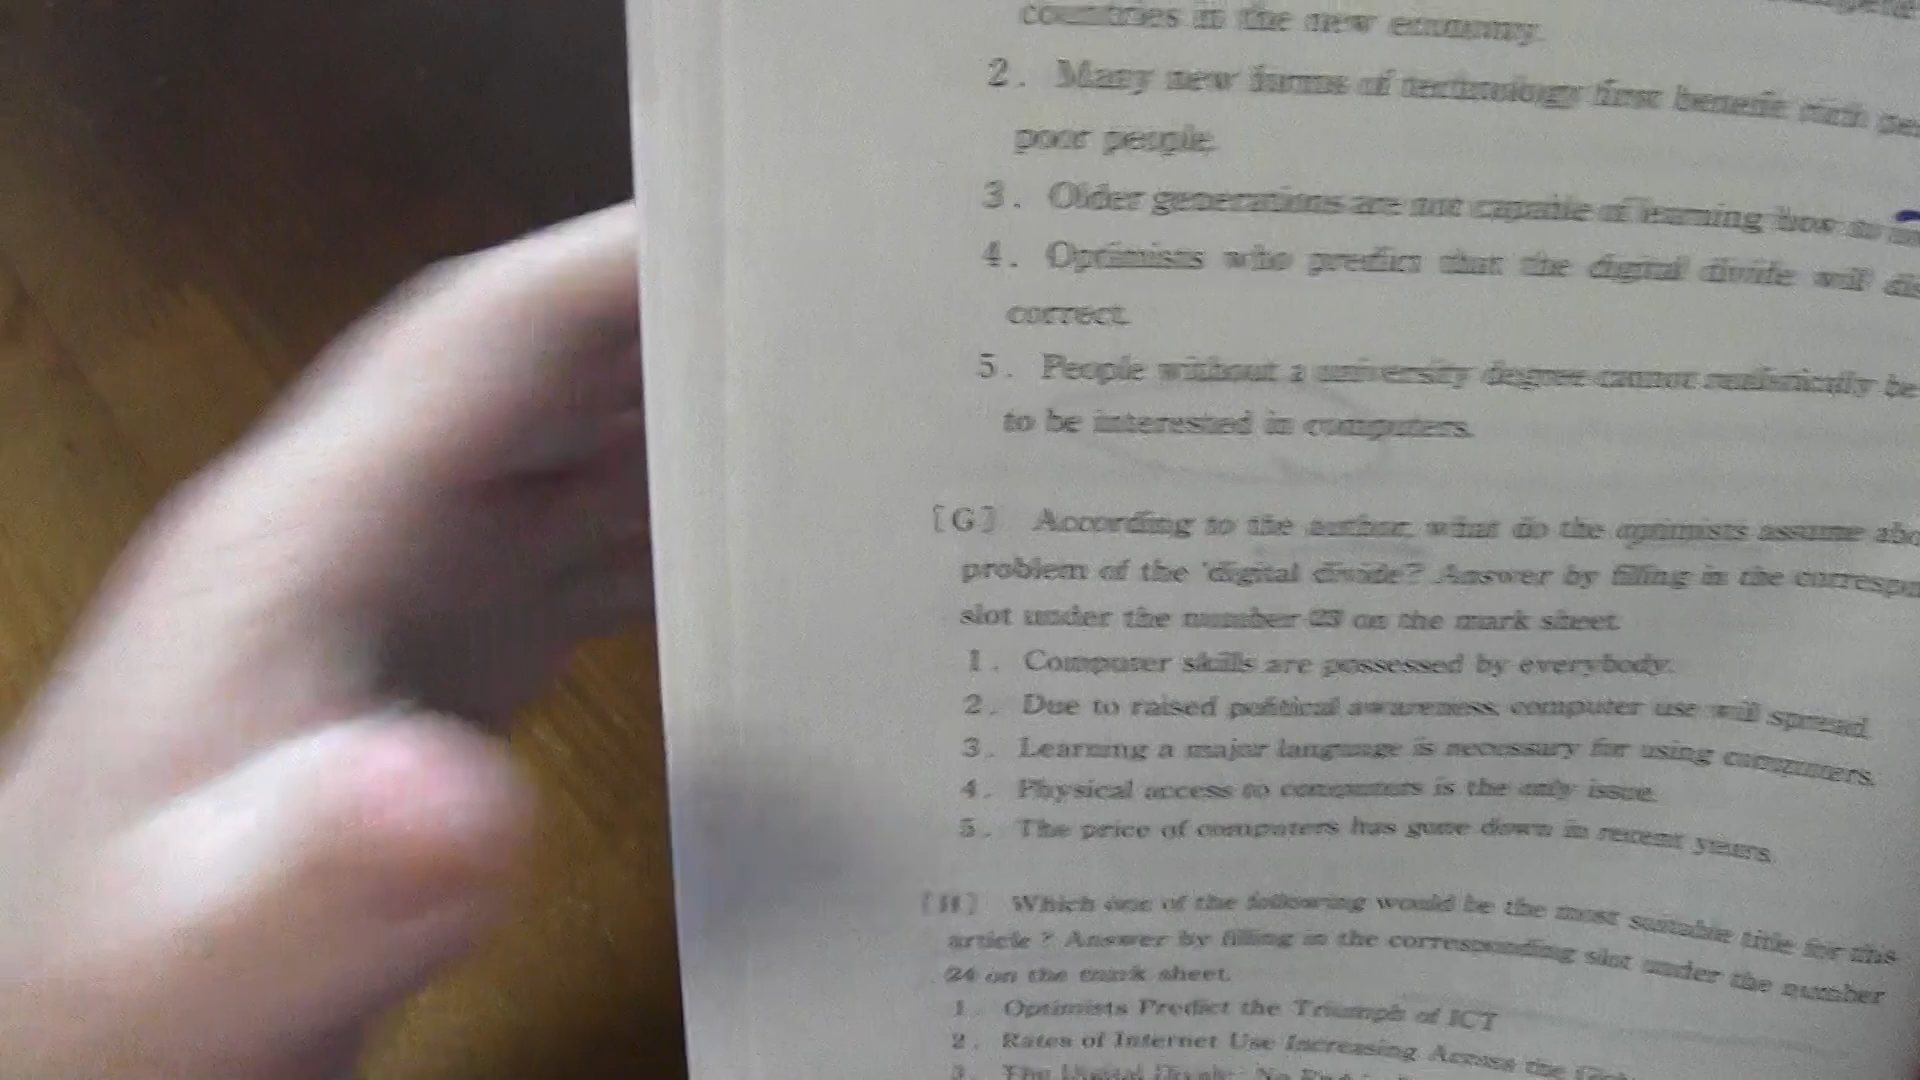 countries in the new economy.
2. Many new forms of technology first benefit rich
poor people.
3. Older generations are not capable of learning how to
4. Optimists who predict that the digital divide will
correct.
5. People without a university degree cannot realistically be
to be interested in computers.
[G] According to the author, what do the optimists assume
problem of the 'digital divide'? Answer by filling in the
slot under the number 23 on the mark sheet.
1. Computer skills are possessed by everybody.
2. Due to raised political awareness, computer use will spread.
3. Learning a major language is necessary for using computers.
4. Physical access to computers is the only issue.
5. The price of computers has gone down in recent years.
[H] Which one of the following would be the most suitable title for this
article? Answer by filling in the corresponding slot under the number
24 on the mark sheet.
1. Optimists Predict the Triumph of ICT
2. Rates of Internet Use Increasing Across the
3. The Digital Divide: No End